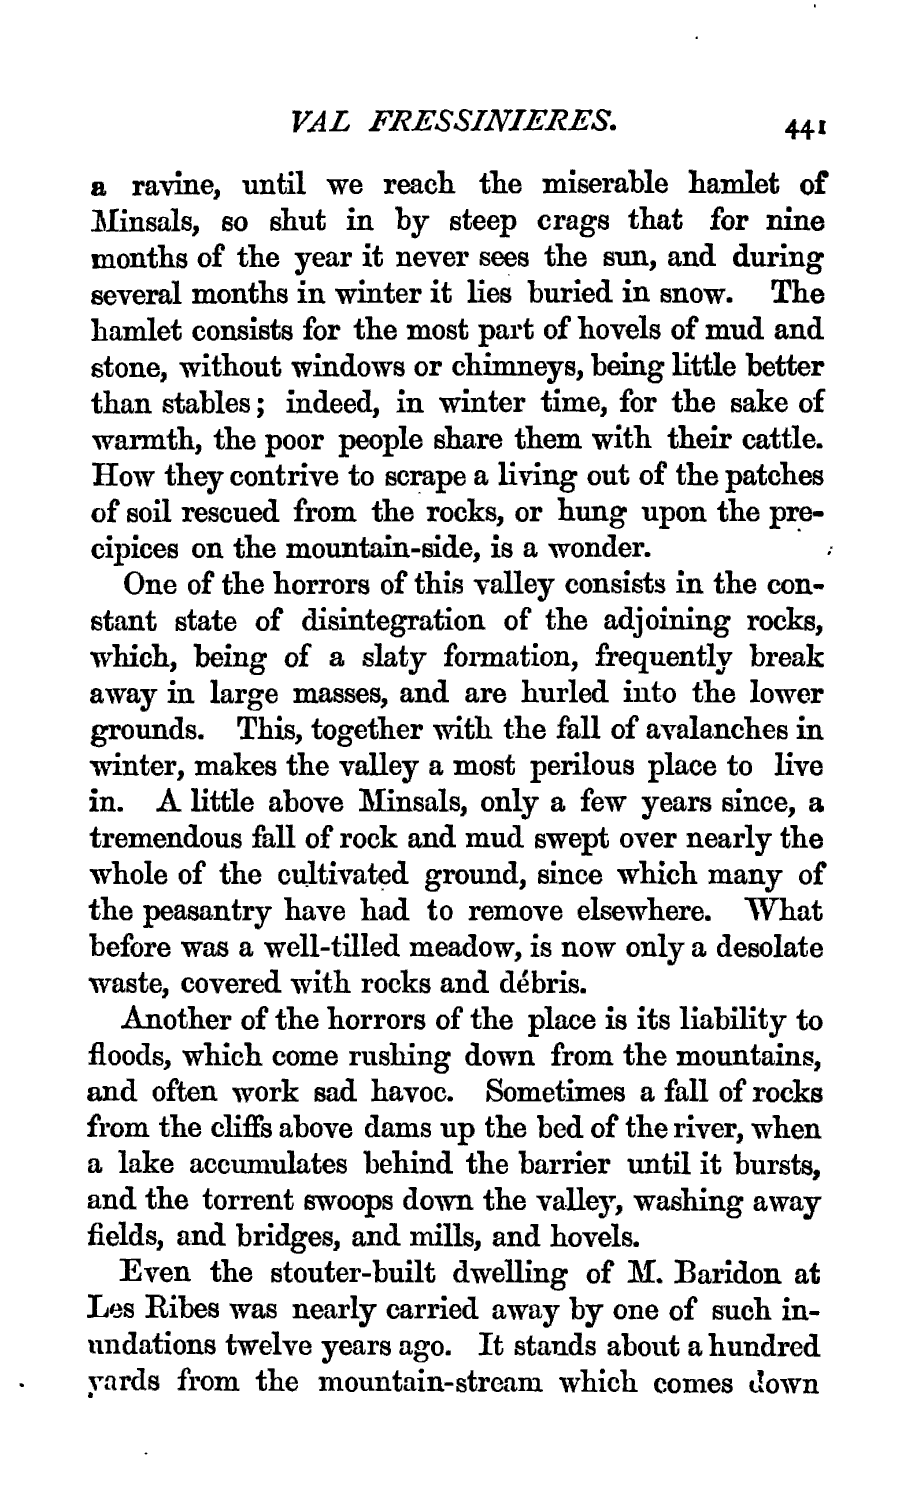 VAL FRESSINIERES. 441
a ravine, until we reach the miserable hamlet of
Minsals, so shut in by steep crags that for nine
months of the year it never sees the sun, and during
several months in winter it lies buried in snow. The
hamlet consists for the most part of hovels of mud and
stone, without windows or chimneys, being little better
than stables; indeed, in winter time, for the sake of
warmth, the poor people share them with their cattle.
How they contrive to scrape a living out of the patches
of soil rescued from the rocks, or hung upon the pre-
cipices on the mountain-side, is a wonder.
One of the horrors of this valley consists in the con-
stant state of disintegration of the adjoining rocks,
which, being of a slaty formation, frequently break
away in large masses, and are hurled into the lower
grounds. This, together with the fall of avalanches in
winter, makes the valley a most perilous place to live
in. A little above Minsals, only a few years since, a
tremendous fall of rock and mud swept over nearly the
whole of the cultivated ground, since which many of
the peasantry have had to remove elsewhere. What
before was a well-tilled meadow, is now only a desolate
waste, covered with rocks and débris.
Another of the horrors of the place is its liability to
floods, which come rushing down from the mountains,
and often work sad havoc. Sometimes a fall of rocks
from the cliffs above dams up the bed of the river, when
a lake accumulates behind the barrier until it bursts,
and the torrent swoops down the valley, washing away
fields, and bridges, and mills, and hovels.
Even the stouter-built dwelling of M. Baridon at
Les Ribes was nearly carried away by one of such in-
undations twelve years ago. It stands about a hundred
yards from the mountain-stream which comes down